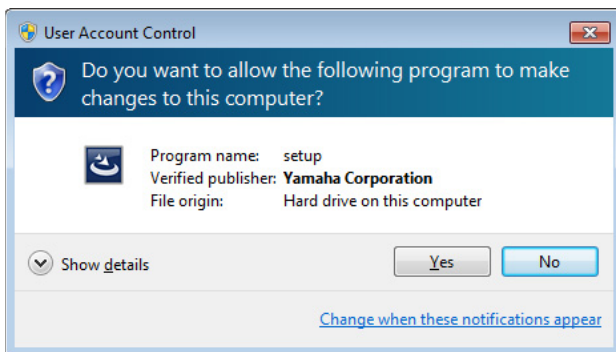 User Account Control
Do you want to allow the following program to make
changes to this computer?
Program name: setup
Verified publisher: Yamaha Corporation
File origin: Hard drive on this computer
Show details
Yes
No
Change when these notifications appear